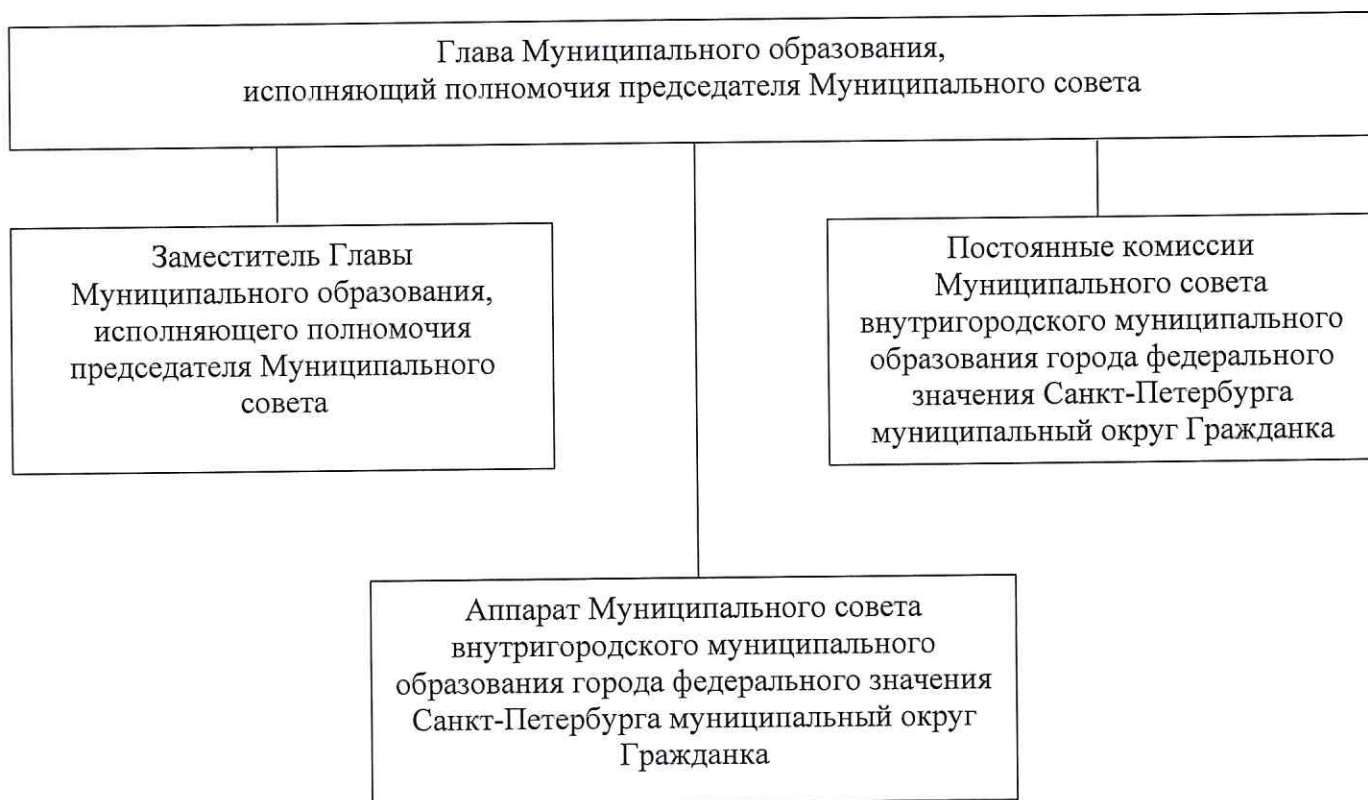 Глава Муниципального образования,
исполняющий полномочия председателя Муниципального совета
Заместитель Главы
Муниципального образования,
исполняющего полномочия
председателя Муниципального
совета
Постоянные комиссии
Муниципального совета
внутригородского муниципального
образования города федерального
значения Санкт-Петербурга
муниципальный округ Гражданка
Аппарат Муниципального совета
внутригородского муниципального
образования города федерального значения
Санкт-Петербурга муниципальный округ
Гражданка